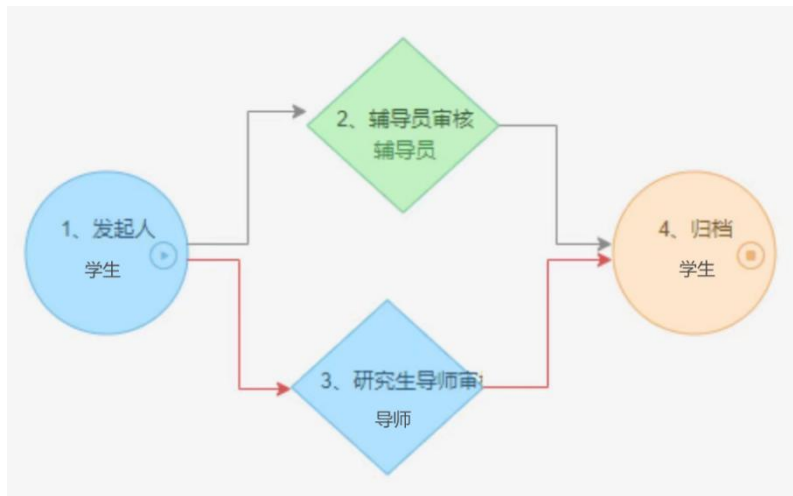 2、辅导员审核
辅导员
1、发起人
学生
4、归档
学生
3、研究生导师审
导师